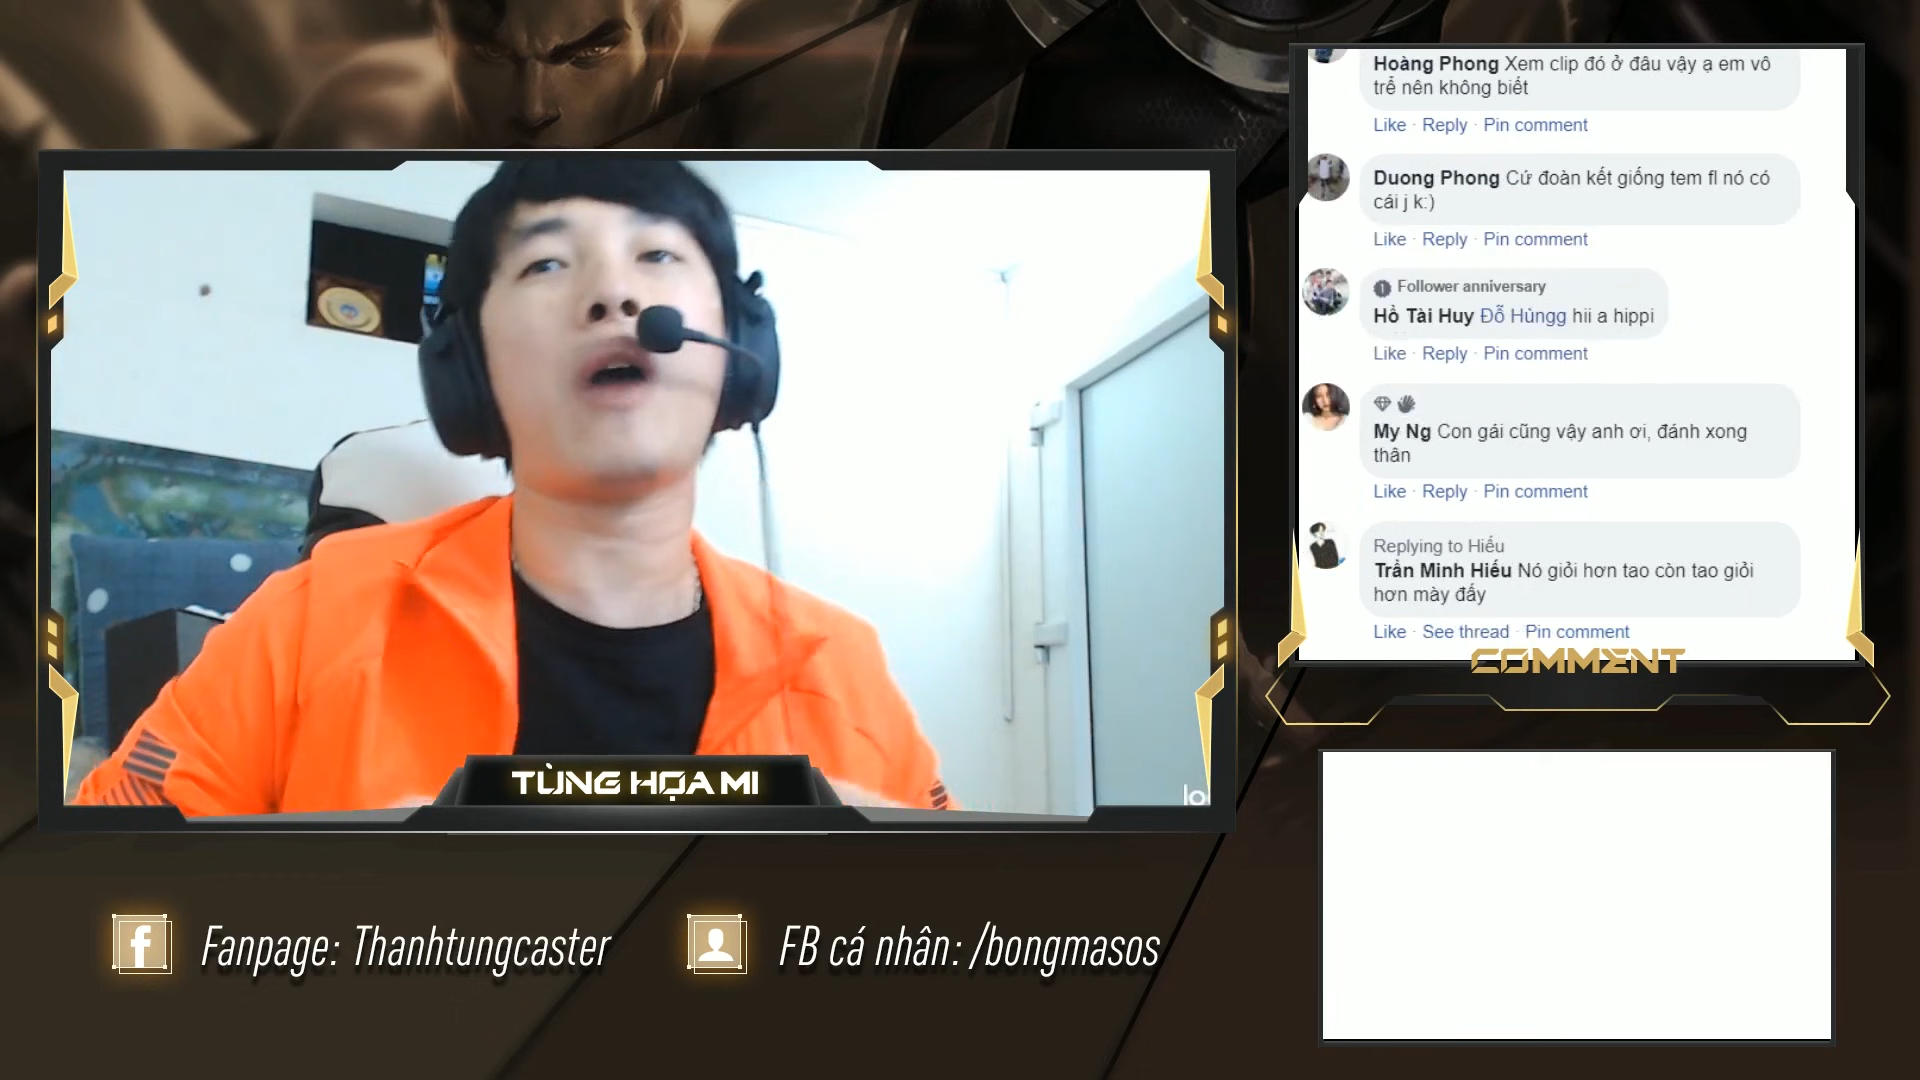 Hoàng Phong Xem clip đó ở đâu vậy ạ em vô
trễ nên không biết
Like · Reply · Pin comment
Duong Phong Cứ đoàn kết giống tem fl nó có
cái j k:)
Like · Reply · Pin comment
Follower anniversary
Hồ Tài Huy Đỗ Hủngg hii a hippi
Like · Reply · Pin comment
My Ng Con gái cũng vậy anh ơi, đánh xong
thân
Like · Reply · Pin comment
Replying to Hiếu
Trần Minh Hiếu Nó giỏi hơn tao còn tao giỏi
hơn mày đấy
Like · See thread · Pin comment
COMMENT
TÙNG HỌA MI
lo
Fanpage: Thanhtungcaster
FB cá nhân: /bongmasos